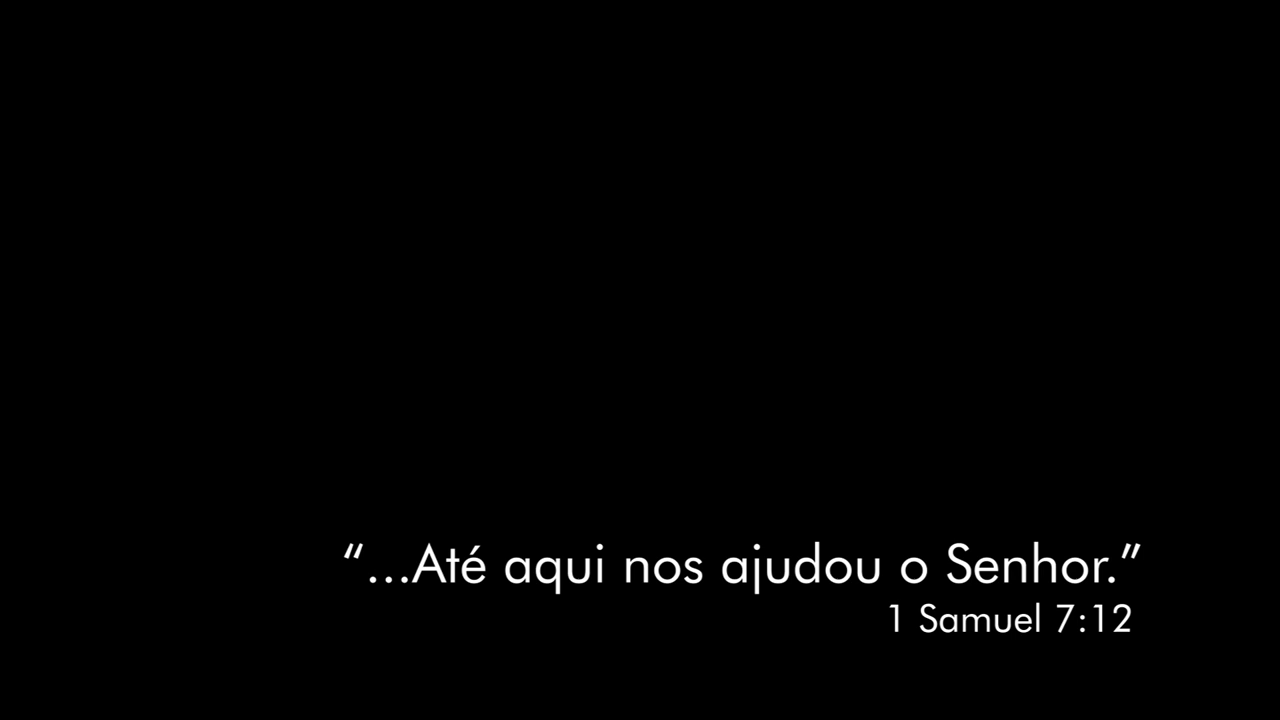 “...Até aqui nos ajudou o Senhor.”
1 Samuel 7:12